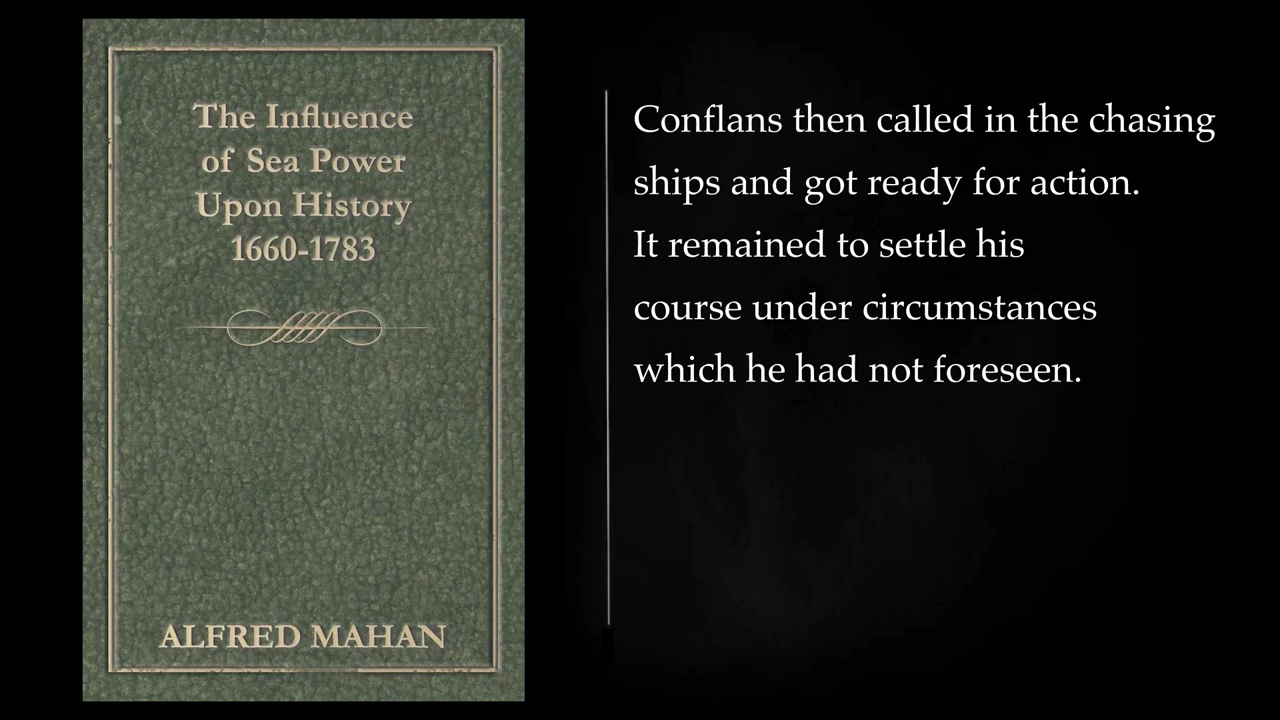 The Influence
of Sea Power
Upon History
1660-1783
ALFRED MAHAN
Conflans then called in the chasing
ships and got ready for action.
It remained to settle his
course under circumstances
which he had not foreseen.